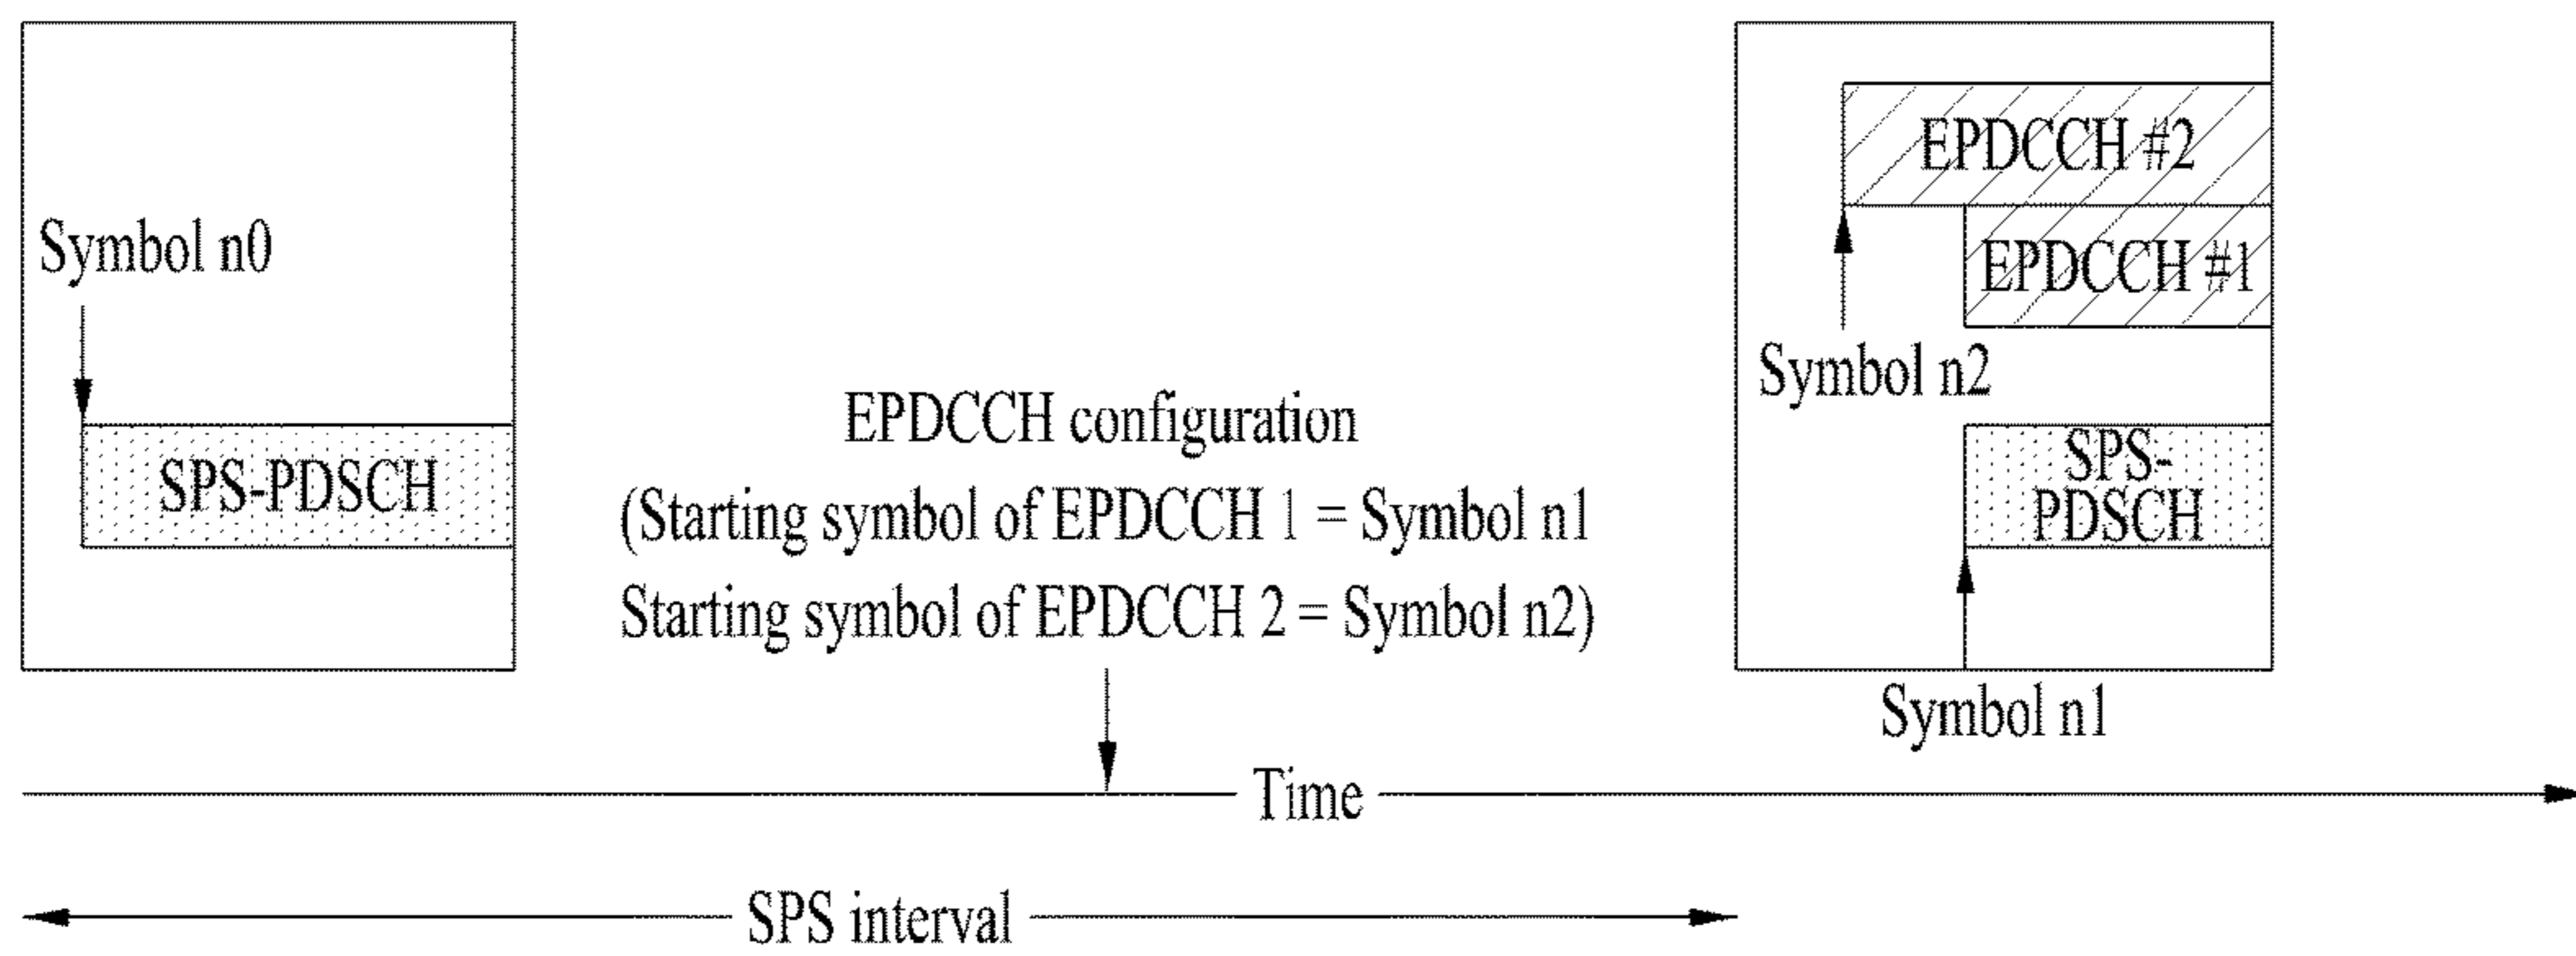 Symbol n0
SPS-PDSCH
EPDCCH configuration
(Starting symbol of EPDCCH 1 = Symbol n1
Starting symbol of EPDCCH 2 = Symbol n2)
EPDCCH #2
EPDCCH #1
Symbol n2
SPS-
PDSCH
Symbol n1
Time
SPS interval